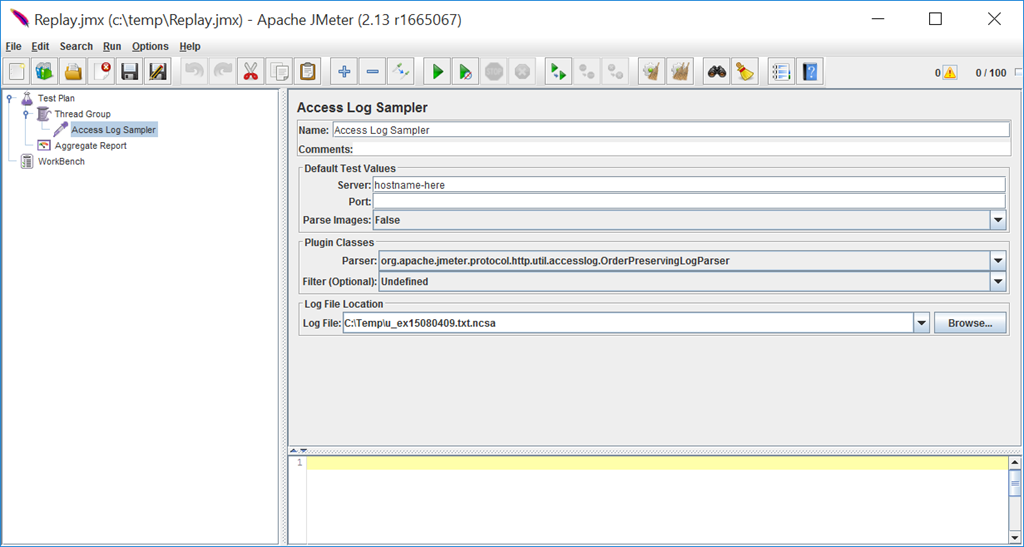 Replay.jmx (c:\temp\Replay.jmx) - Apache JMeter (2.13 r1665067)
File Edit Search Run Options Help
0 0 / 100
Test Plan
Thread Group
Access Log Sampler
Aggregate Report
WorkBench
Access Log Sampler
Name: Access Log Sampler
Comments:
Default Test Values
Server: hostname-here
Port:
Parse Images: False
Plugin Classes
Parser: org.apache.jmeter.protocol.http.util.accesslog.OrderPreservingLogParser
Filter (Optional): Undefined
Log File Location
Log File: C:\Temp\u_ex15080409.txt.ncsa Browse...
1